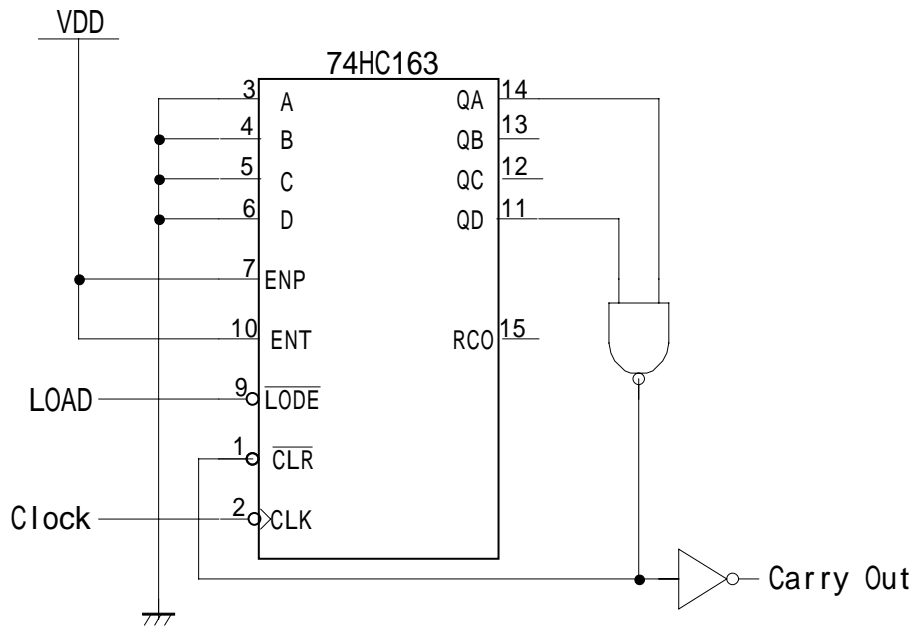 VDD
74HC163
3 A QA 14
4 B QB 13
5 C QC 12
6 D QD 11
7 ENP
10 ENT RCO 15
LOAD 9 LODE
1 CLR
Clock 2 CLK
Carry Out